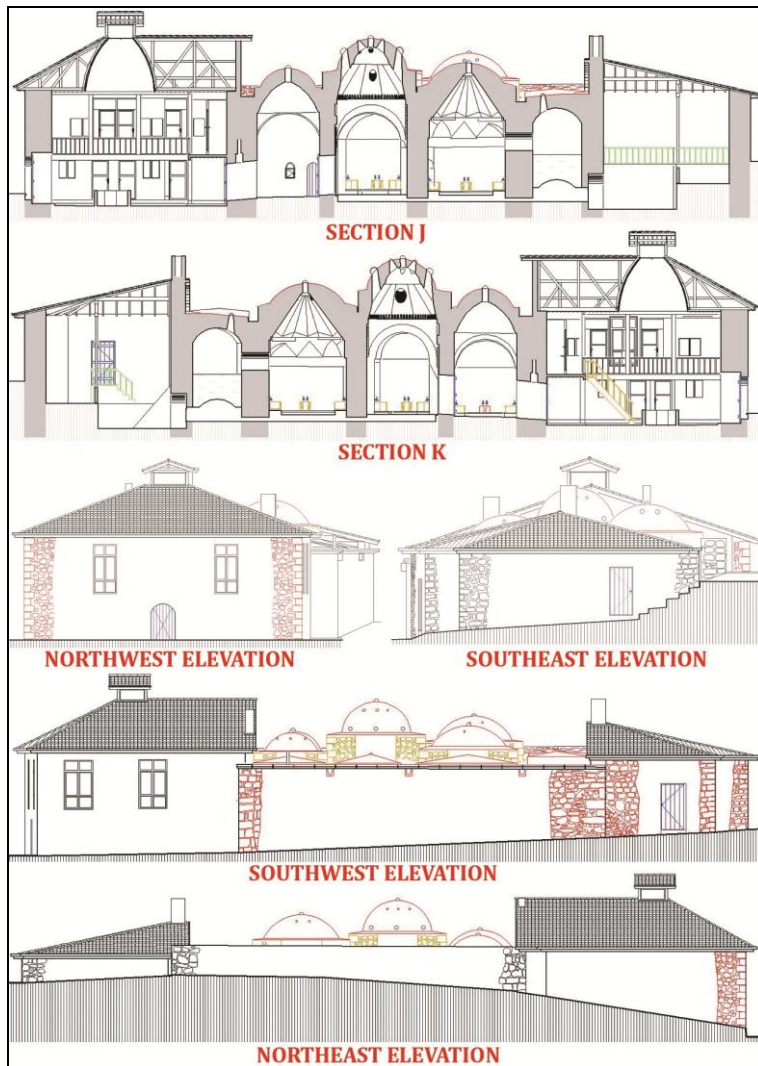 SECTION J
SECTION K
NORTHWEST ELEVATION
SOUTHEAST ELEVATION
SOUTHWEST ELEVATION
NORTHEAST ELEVATION